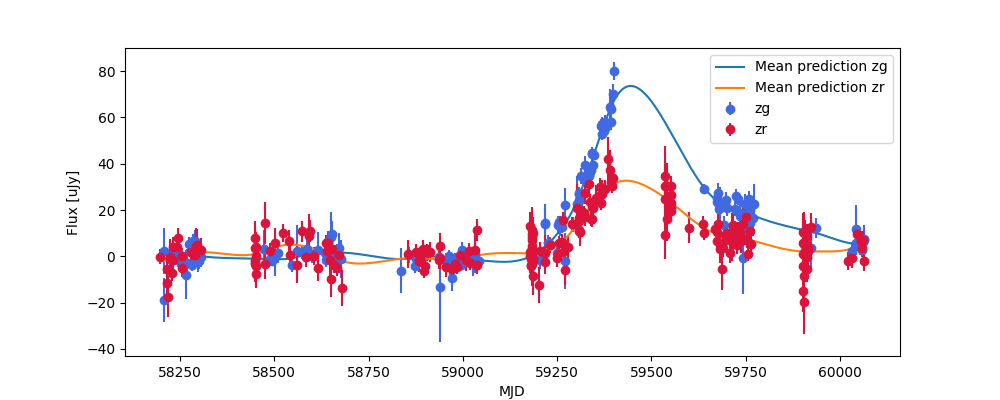 80
60
40
20
0
−20
−40
Flux [uJy]
58250
58500
58750
59000
59250
59500
59750
60000
MJD
Mean prediction zg
Mean prediction zr
zg
zr